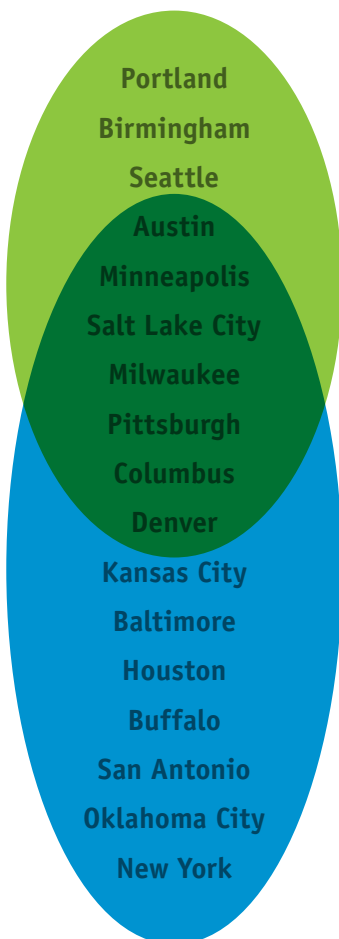 Portland
Birmingham
Seattle
Austin
Minneapolis
Salt Lake City
Milwaukee
Pittsburgh
Columbus
Denver
Kansas City
Baltimore
Houston
Buffalo
San Antonio
Oklahoma City
New York